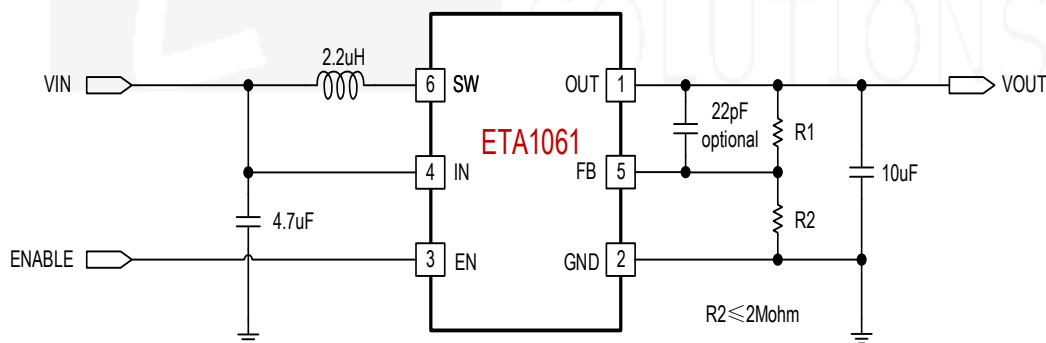 SOLUTIONS
2.2uH
VIN
6
SW
OUT
1
VOUT
ETA1061
22pF
optional
R1
4
IN
FB
5
10uF
4.7uF
R2
ENABLE
3
EN
GND
2
R2≤2Mohm